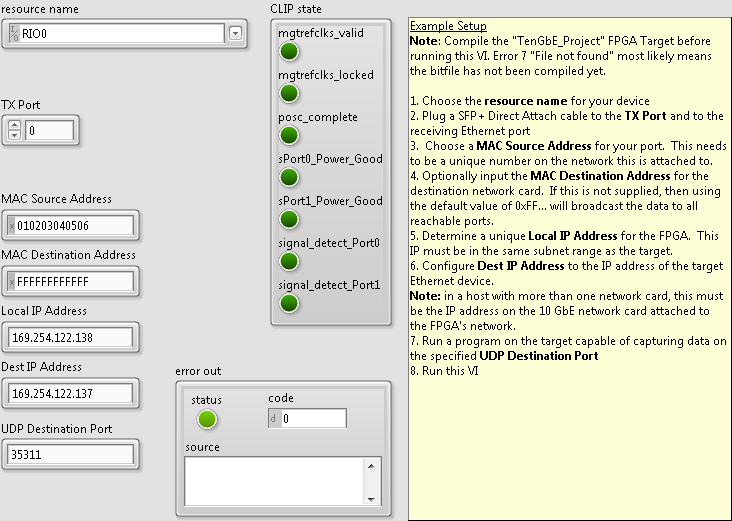 resource name
RIO0
TX Port
0
MAC Source Address
x 010203040506
MAC Destination Address
x FFFFFFFFFFFF
Local IP Address
169.254.122.138
Dest IP Address
169.254.122.137
UDP Destination Port
35311
CLIP state
mgtrefclks_valid
mgtrefclks_locked
posc_complete
sPort0_Power_Good
sPort1_Power_Good
signal_detect_Port0
signal_detect_Port1
error out
status
code
d 0
source
Example Setup
Note: Compile the "TenGbE_Project" FPGA Target before
running this VI. Error 7 "File not found" most likely means
the bitfile has not been compiled yet.
1. Choose the resource name for your device
2. Plug a SFP+ Direct Attach cable to the TX Port and to the
receiving Ethernet port
3.  Choose a MAC Source Address for your port.  This needs
to be a unique number on the network this is attached to.
4. Optionally input the MAC Destination Address for the
destination network card.  If this is not supplied, then using
the default value of 0xFF... will broadcast the data to all
reachable ports.
5. Determine a unique Local IP Address for the FPGA.  This
IP must be in the same subnet range as the target.
6. Configure Dest IP Address to the IP address of the target
Ethernet device.
Note: in a host with more than one network card, this must
be the IP address on the 10 GbE network card attached to
the FPGA's network.
7. Run a program on the target capable of capturing data on
the specified UDP Destination Port
8. Run this VI